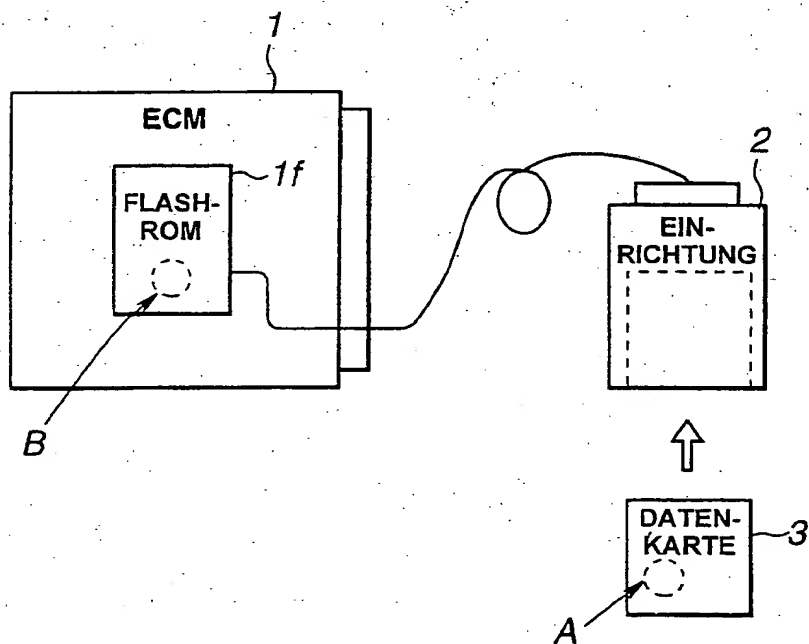 1
ECM
1f
FLASH-
ROM
B
2
EIN-
RICHTUNG
DATEN-
KARTE
3
A